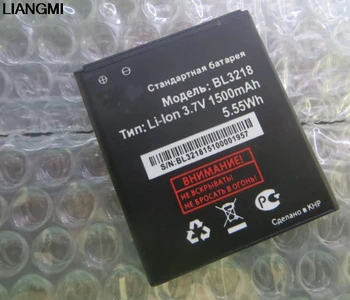 LIANGMI
Стандартная батарея
Модель: BL3218
Тип: Li-Ion 3.7V 1500mAh
5.55Wh
S/N:BL321815100001957
ВНИМАНИЕ!
НЕ ВСКРЫВАТЬ!
НЕ БРОСАТЬ В ОГОНЬ!
Сделано в КНР